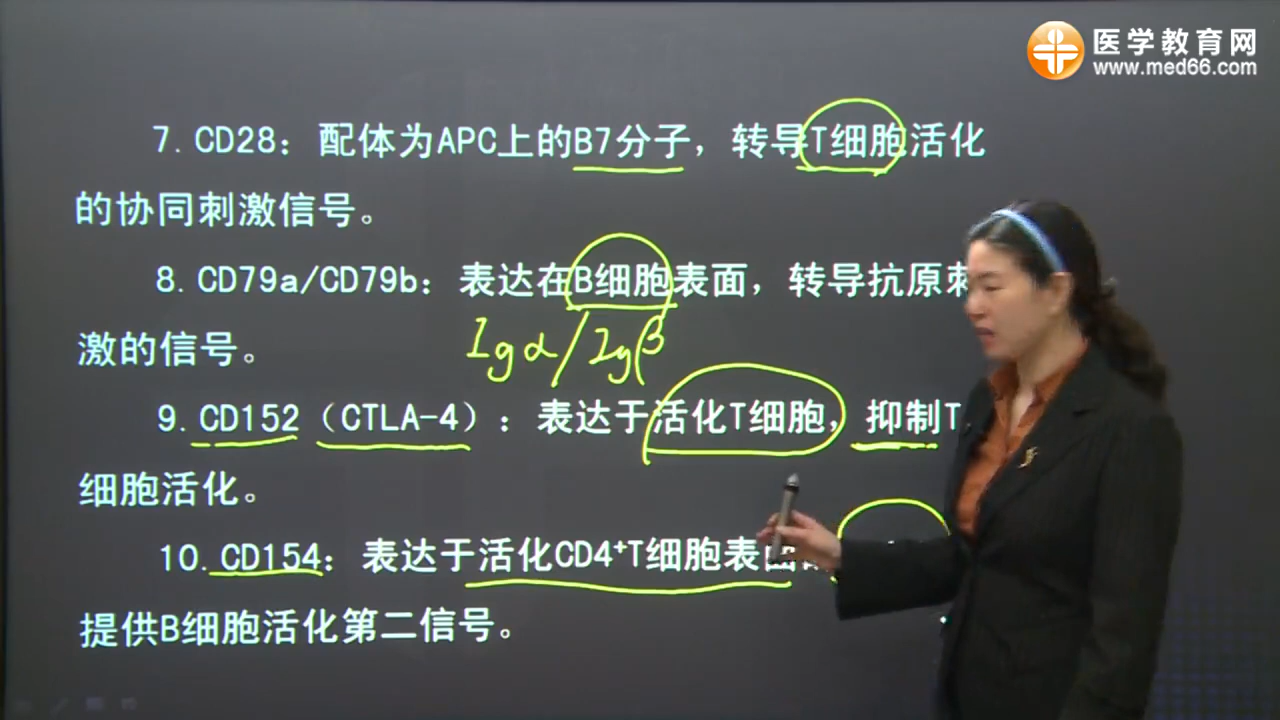 医学教育网
www.med66.com
7. CD28：配体为APC上的B7分子，转导T细胞活化
的协同刺激信号。
8. CD79a/CD79b：表达在B细胞表面，转导抗原刺
激的信号。
Igα/Igβ
9. CD152（CTLA-4）：表达于活化T细胞，抑制T
细胞活化。
10. CD154：表达于活化CD4⁺T细胞表面
提供B细胞活化第二信号。